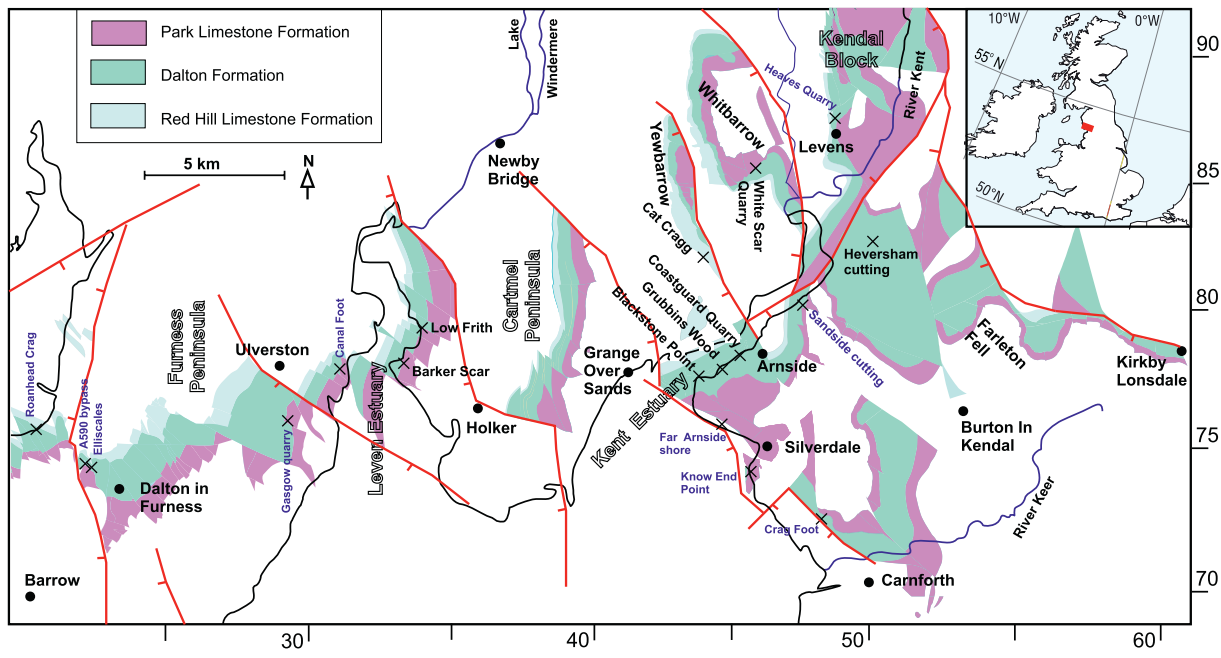 Park Limestone Formation
Dalton Formation
Red Hill Limestone Formation
5 km
N
Lake
Windermere
Kendal
Block
River Kent
Heaves Quarry
Levens
Whitbarrow
White Scar
Quarry
Yewbarrow
Cat Cragg
Newby
Bridge
10°W
0°W
55° N
50°N
N
90
85
80
75
70
Heversham
cutting
Coastguard Quarry
Grubbins Wood
Blackstone Point
Sandside cutting
Arnside
Farleton
Fell
Kirkby
Lonsdale
Cartmel
Peninsula
Furness
Peninsula
Ulverston
Canal Foot
Low Frith
Barker Scar
Leven Estuary
Holker
Grange
Over
Sands
Kent Estuary
Roanhead Crag
A590 bypass
Elliscales
Gasgow quarry
Dalton in
Furness
Barrow
Far Arnside
shore
Silverdale
Know End
Point
Crag Foot
Burton In
Kendal
River Keer
Carnforth
30
40
50
60